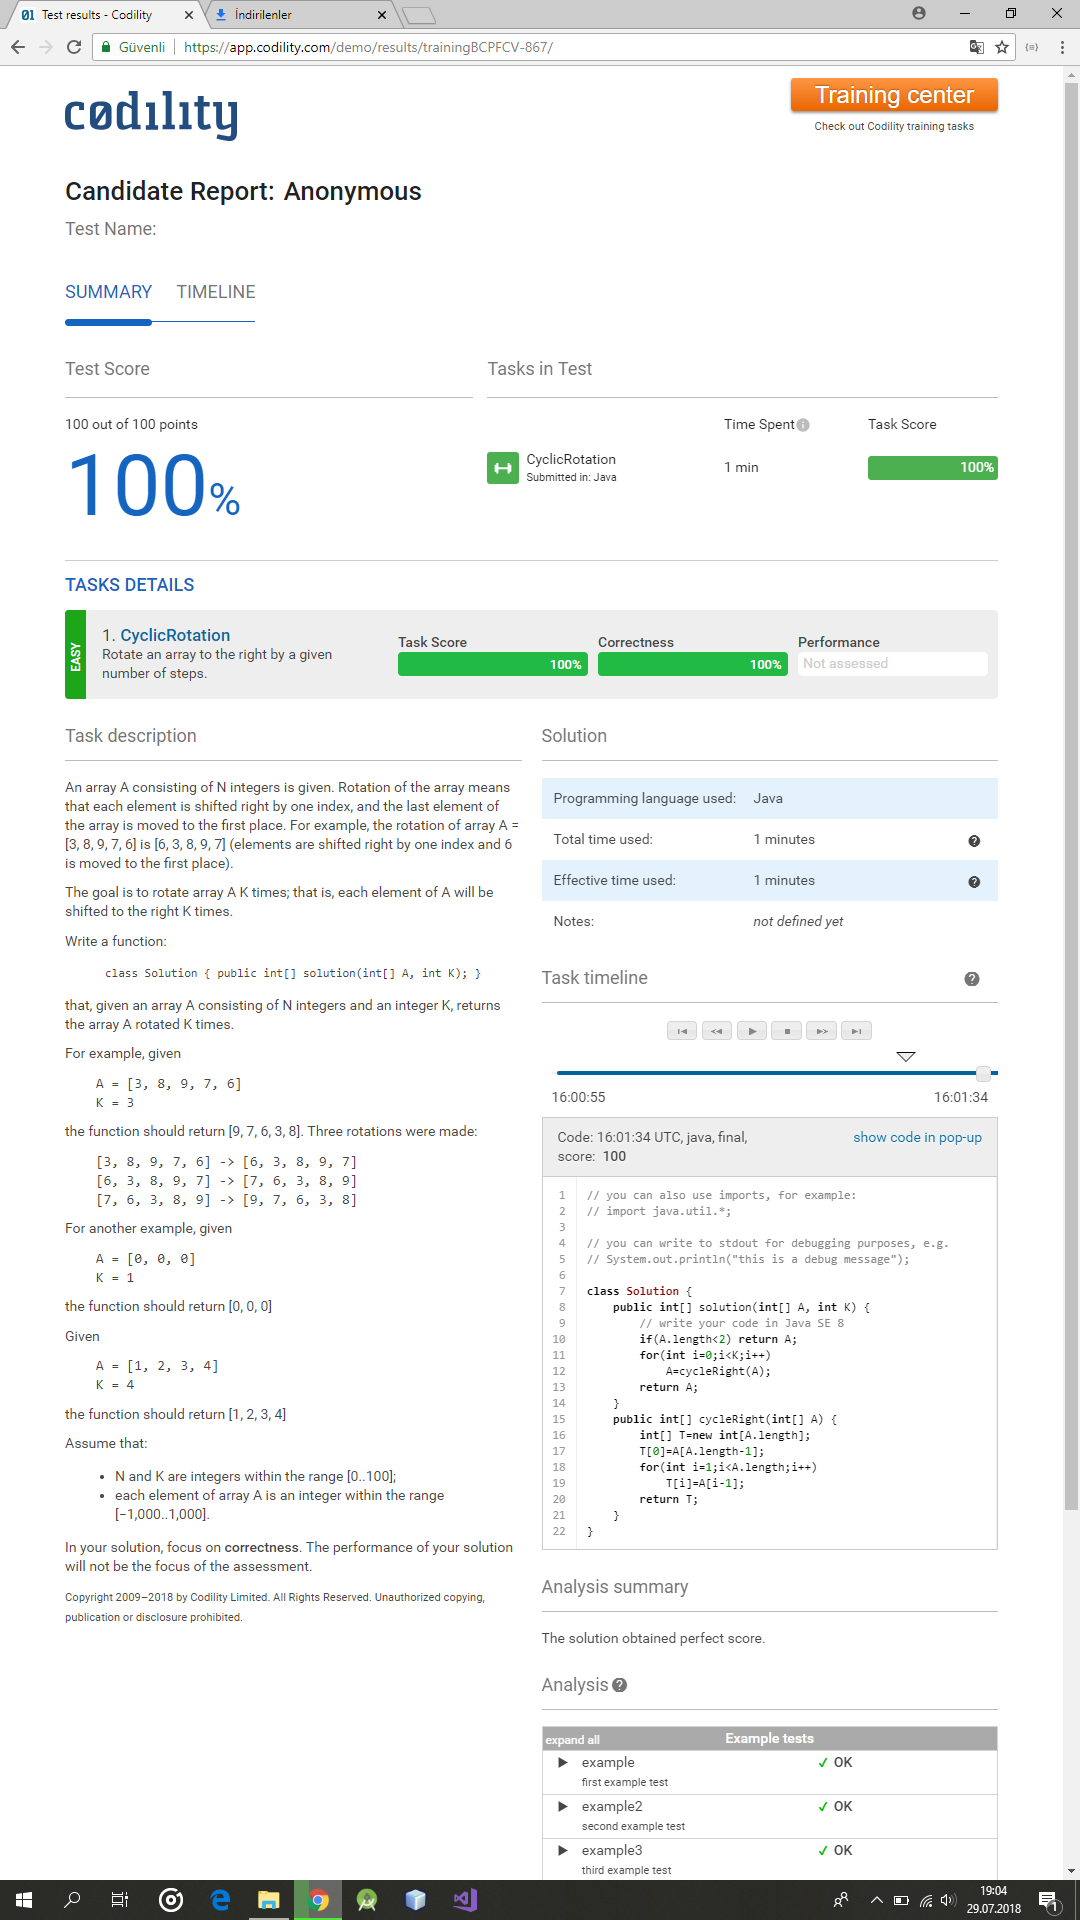 Test results - Codility
İndirilenler
Güvenli
https://app.codility.com/demo/results/trainingBCPFCV-867/
codility
Training center
Check out Codility training tasks
Candidate Report: Anonymous
Test Name:
SUMMARY TIMELINE
Test Score
100 out of 100 points
100%
Tasks in Test
Time Spent Task Score
CyclicRotation
Submitted in: Java
1 min
100%
TASKS DETAILS
EASY
1. CyclicRotation
Rotate an array to the right by a given
number of steps.
Task Score
100%
Correctness
100%
Performance
Not assessed
Task description
An array A consisting of N integers is given. Rotation of the array means
that each element is shifted right by one index, and the last element of
the array is moved to the first place. For example, the rotation of array A =
[3, 8, 9, 7, 6] is [6, 3, 8, 9, 7] (elements are shifted right by one index and 6
is moved to the first place).
The goal is to rotate array A K times; that is, each element of A will be
shifted to the right K times.
Write a function:
class Solution { public int[] solution(int[] A, int K); }
that, given an array A consisting of N integers and an integer K, returns
the array A rotated K times.
For example, given
A = [3, 8, 9, 7, 6]
K = 3
the function should return [9, 7, 6, 3, 8]. Three rotations were made:
[3, 8, 9, 7, 6] -> [6, 3, 8, 9, 7]
[6, 3, 8, 9, 7] -> [7, 6, 3, 8, 9]
[7, 6, 3, 8, 9] -> [9, 7, 6, 3, 8]
For another example, given
A = [0, 0, 0]
K = 1
the function should return [0, 0, 0]
Given
A = [1, 2, 3, 4]
K = 4
the function should return [1, 2, 3, 4]
Assume that:
• N and K are integers within the range [0..100];
• each element of array A is an integer within the range
[−1,000..1,000].
In your solution, focus on correctness. The performance of your solution
will not be the focus of the assessment.
Copyright 2009–2018 by Codility Limited. All Rights Reserved. Unauthorized copying,
publication or disclosure prohibited.
Solution
Programming language used: Java
Total time used: 1 minutes
Effective time used: 1 minutes
Notes: not defined yet
Task timeline
16:00:55 16:01:34
Code: 16:01:34 UTC, java, final,
score: 100
show code in pop-up
1 // you can also use imports, for example:
2 // import java.util.*;
3
4 // you can write to stdout for debugging purposes, e.g.
5 // System.out.println("this is a debug message");
6
7 class Solution {
8 public int[] solution(int[] A, int K) {
9 // write your code in Java SE 8
10 if(A.length<2) return A;
11 for(int i=0;i<K;i++)
12 A=cycleRight(A);
13 return A;
14 }
15 public int[] cycleRight(int[] A) {
16 int[] T=new int[A.length];
17 T[0]=A[A.length-1];
18 for(int i=1;i<A.length;i++)
19 T[i]=A[i-1];
20 return T;
21 }
22 }
Analysis summary
The solution obtained perfect score.
Analysis
expand all Example tests
example ✓ OK
first example test
example2 ✓ OK
second example test
example3 ✓ OK
third example test
19:04
29.07.2018
1